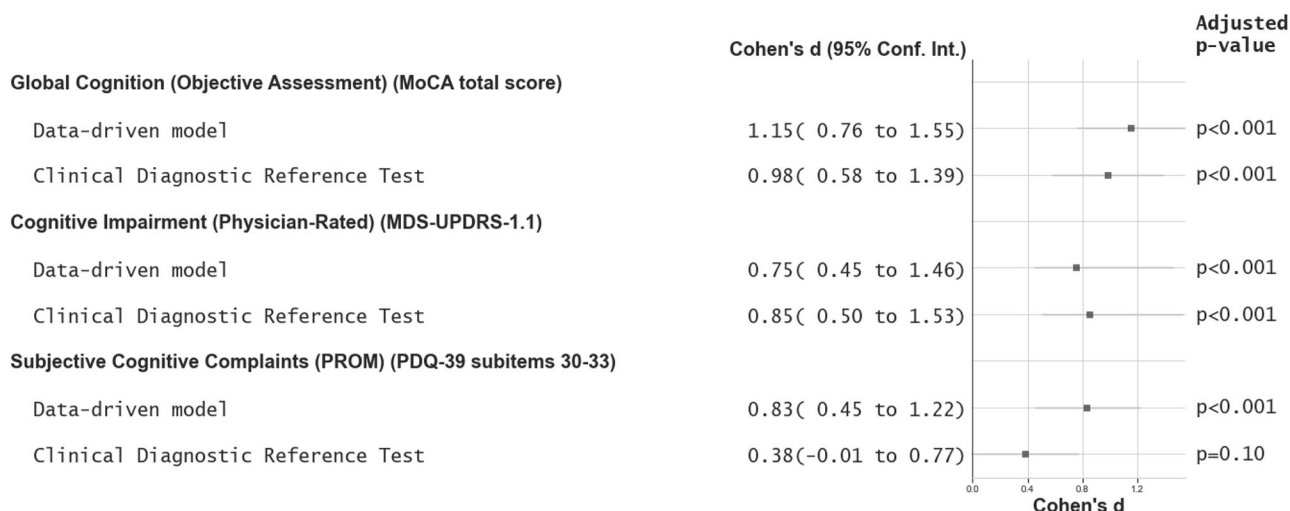 Adjusted
p-value
Cohen's d (95% Conf. Int.)
Global Cognition (Objective Assessment) (MoCA total score)
Data-driven model 1.15( 0.76 to 1.55) p<0.001
Clinical Diagnostic Reference Test 0.98( 0.58 to 1.39) p<0.001
Cognitive Impairment (Physician-Rated) (MDS-UPDRS-1.1)
Data-driven model 0.75( 0.45 to 1.46) p<0.001
Clinical Diagnostic Reference Test 0.85( 0.50 to 1.53) p<0.001
Subjective Cognitive Complaints (PROM) (PDQ-39 subitems 30-33)
Data-driven model 0.83( 0.45 to 1.22) p<0.001
Clinical Diagnostic Reference Test 0.38(-0.01 to 0.77) p=0.10
0.0 0.4 0.8 1.2
Cohen's d